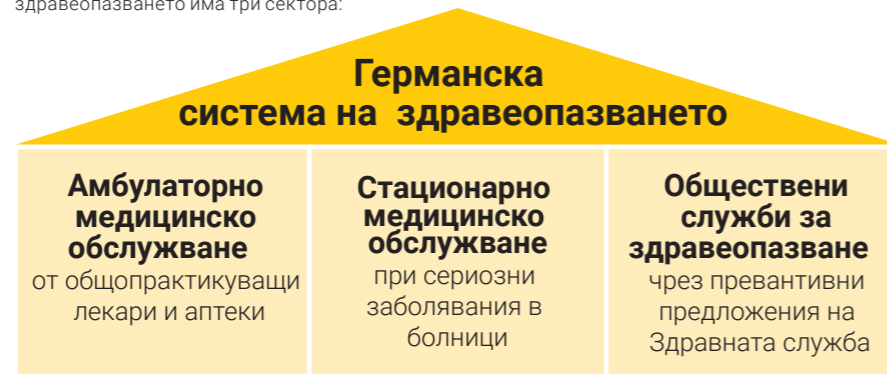 здравеопазването има три сектора:
Германска
система на здравеопазването
Амбулаторно
медицинско
обслужване
от общопрактикуващи
лекари и аптеки
Стационарно
медицинско
обслужване
при сериозни
заболявания в
болници
Обществени
служби за
здравеопазване
чрез превантивни
предложения на
Здравната служба